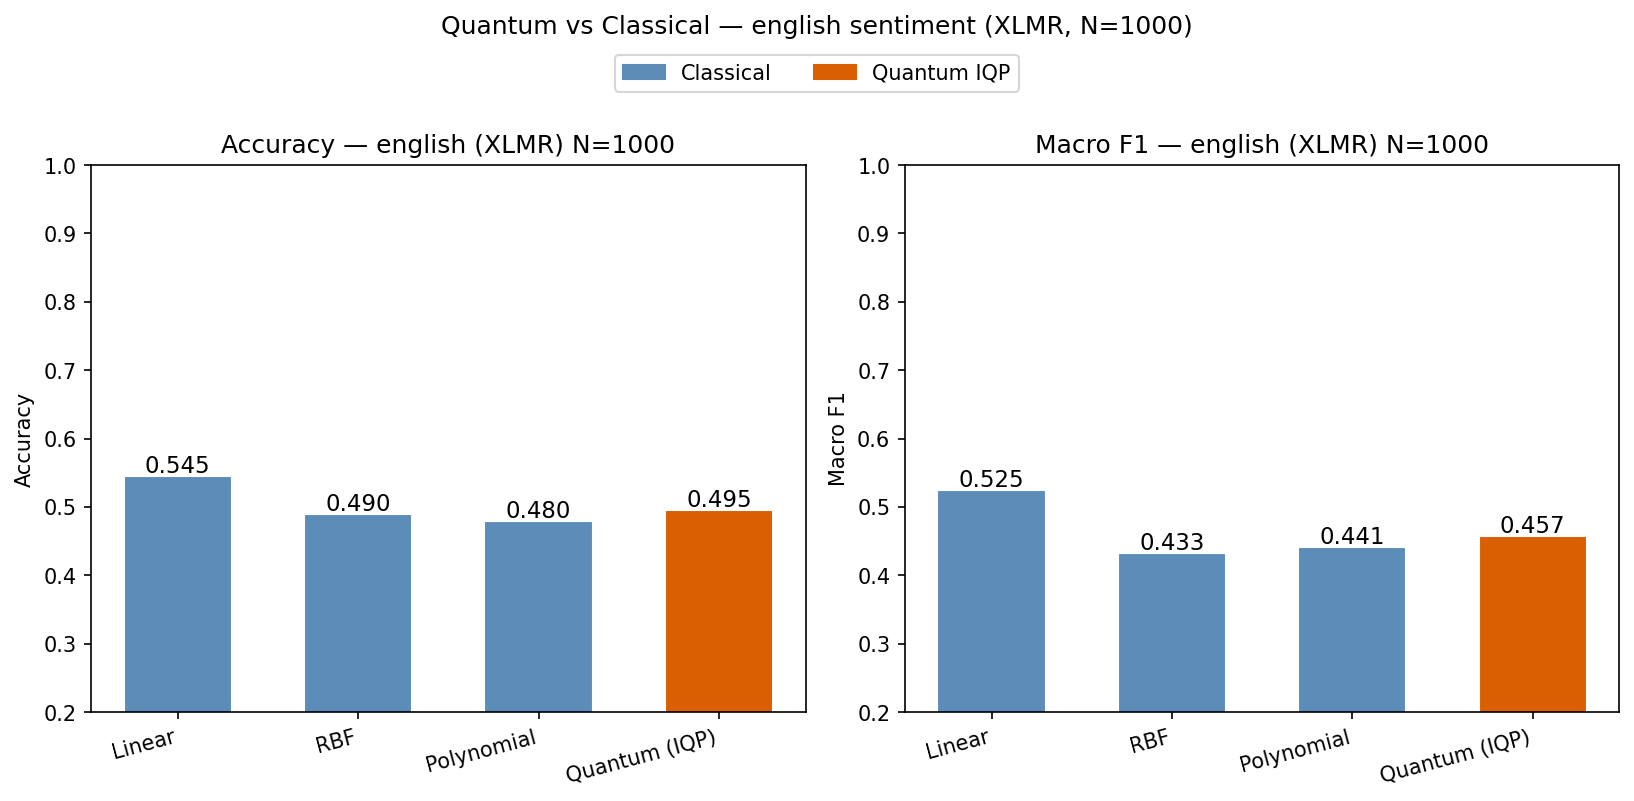 Quantum vs Classical — english sentiment (XLMR, N=1000)
Classical
Quantum IQP
Accuracy — english (XLMR) N=1000
1.0
0.9
0.8
0.7
0.6
0.5
0.4
0.3
0.2
Accuracy
0.545
0.490
0.480
0.495
Linear
RBF
Polynomial
Quantum (IQP)
Macro F1 — english (XLMR) N=1000
1.0
0.9
0.8
0.7
0.6
0.5
0.4
0.3
0.2
Macro F1
0.525
0.433
0.441
0.457
Linear
RBF
Polynomial
Quantum (IQP)